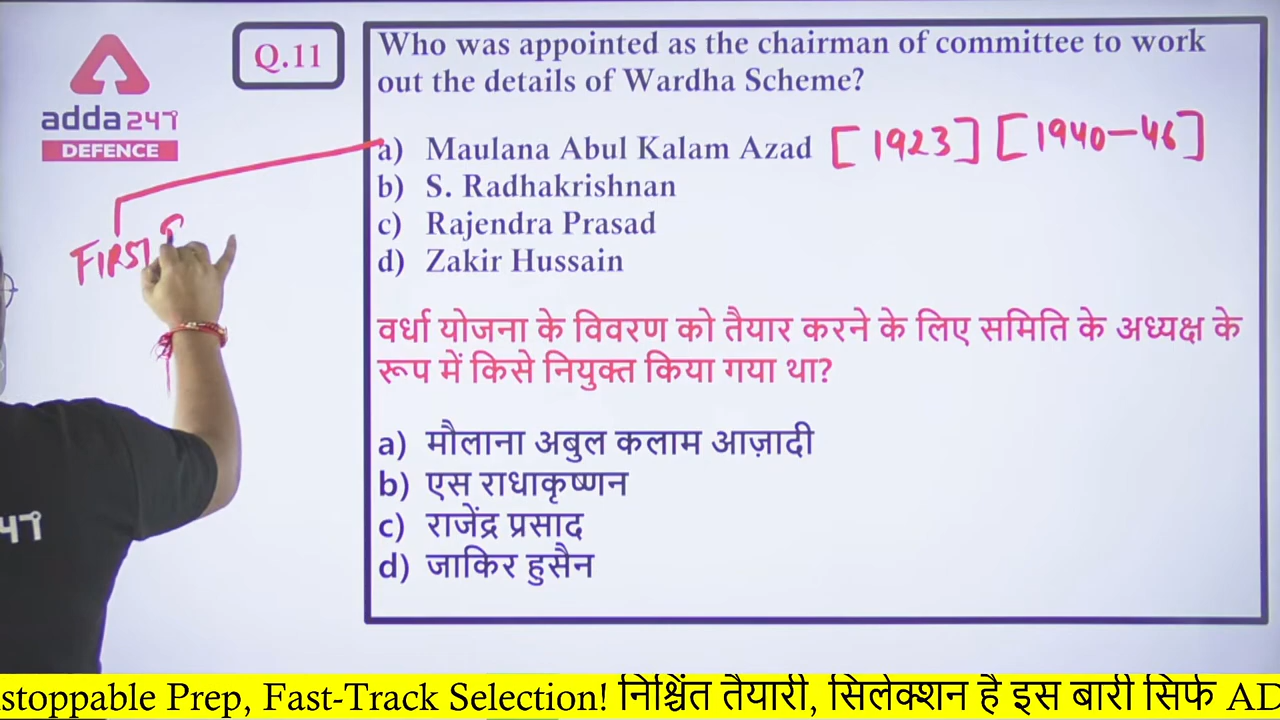 adda247
DEFENCE
Q.11
Who was appointed as the chairman of committee to work
out the details of Wardha Scheme?
a) Maulana Abul Kalam Azad [1923] [1940-46]
b) S. Radhakrishnan
c) Rajendra Prasad
d) Zakir Hussain
FIRST
वर्धा योजना के विवरण को तैयार करने के लिए समिति के अध्यक्ष के
रूप में किसे नियुक्त किया गया था?
a) मौलाना अबुल कलाम आज़ादी
b) एस राधाकृष्णन
c) राजेंद्र प्रसाद
d) जाकिर हुसैन
47
stoppable Prep, Fast-Track Selection! निश्चिंत तैयारी, सिलेक्शन है इस बारी सिर्फ AD